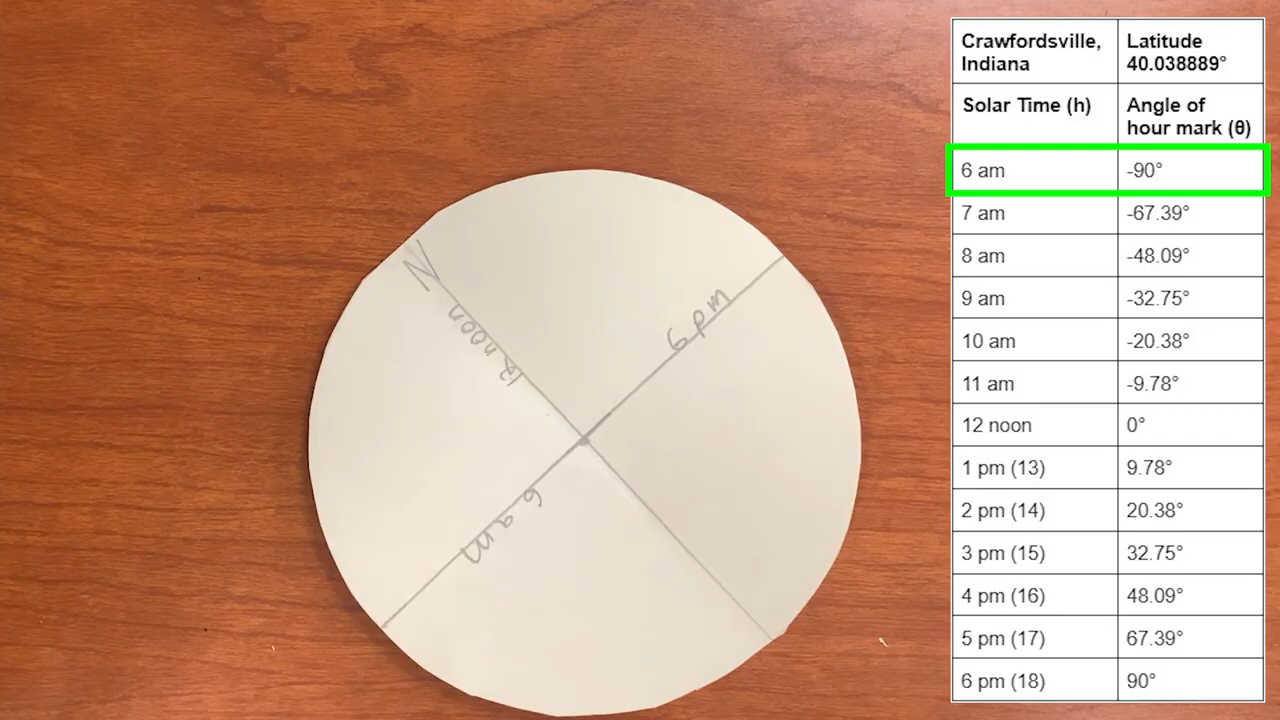 N
12 noon
6 pm
6 am
Crawfordsville, Indiana Latitude 40.038889°
Solar Time (h) Angle of hour mark (θ)
6 am -90°
7 am -67.39°
8 am -48.09°
9 am -32.75°
10 am -20.38°
11 am -9.78°
12 noon 0°
1 pm (13) 9.78°
2 pm (14) 20.38°
3 pm (15) 32.75°
4 pm (16) 48.09°
5 pm (17) 67.39°
6 pm (18) 90°